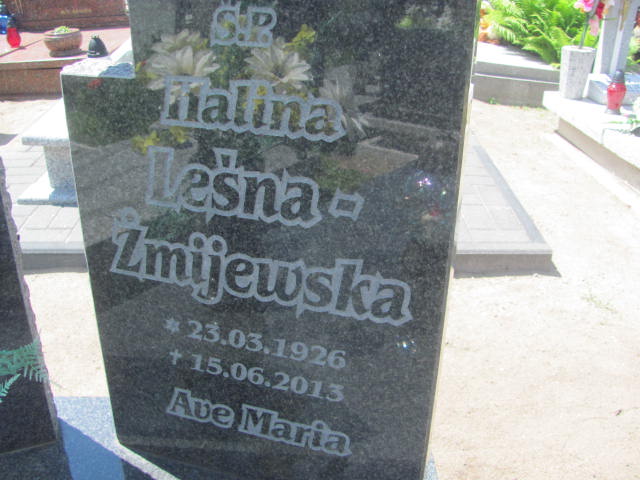 Ś.P.
Halina
Leśna -
Żmijewska
* 23.03.1926
† 15.06.2013
Ave Maria